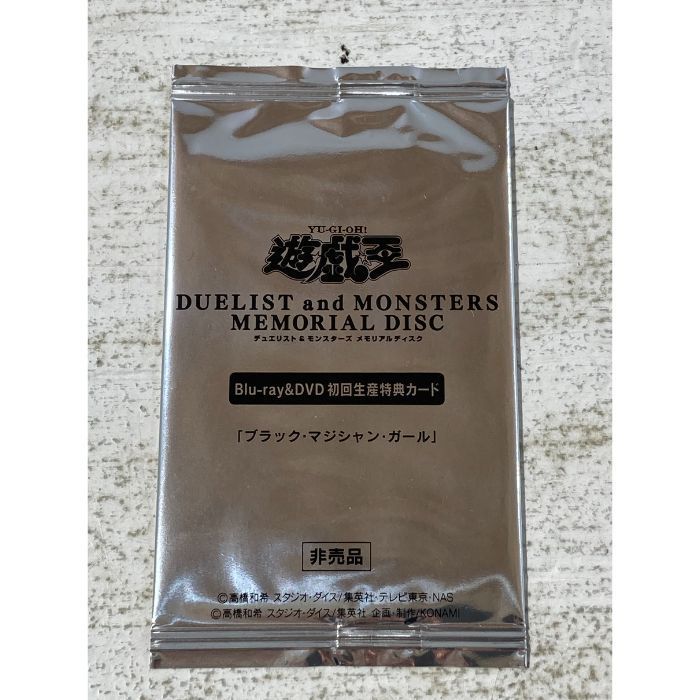 YU-GI-OH!
遊☆戯☆王
DUELIST and MONSTERS
MEMORIAL DISC
デュエリスト&モンスターズ メモリアルディスク
Blu-ray&DVD 初回生産特典カード
「ブラック・マジシャン・ガール」
非売品
©高橋和希 スタジオ・ダイス/集英社・テレビ東京・NAS
©高橋和希 スタジオ・ダイス/集英社 企画・制作/KONAMI